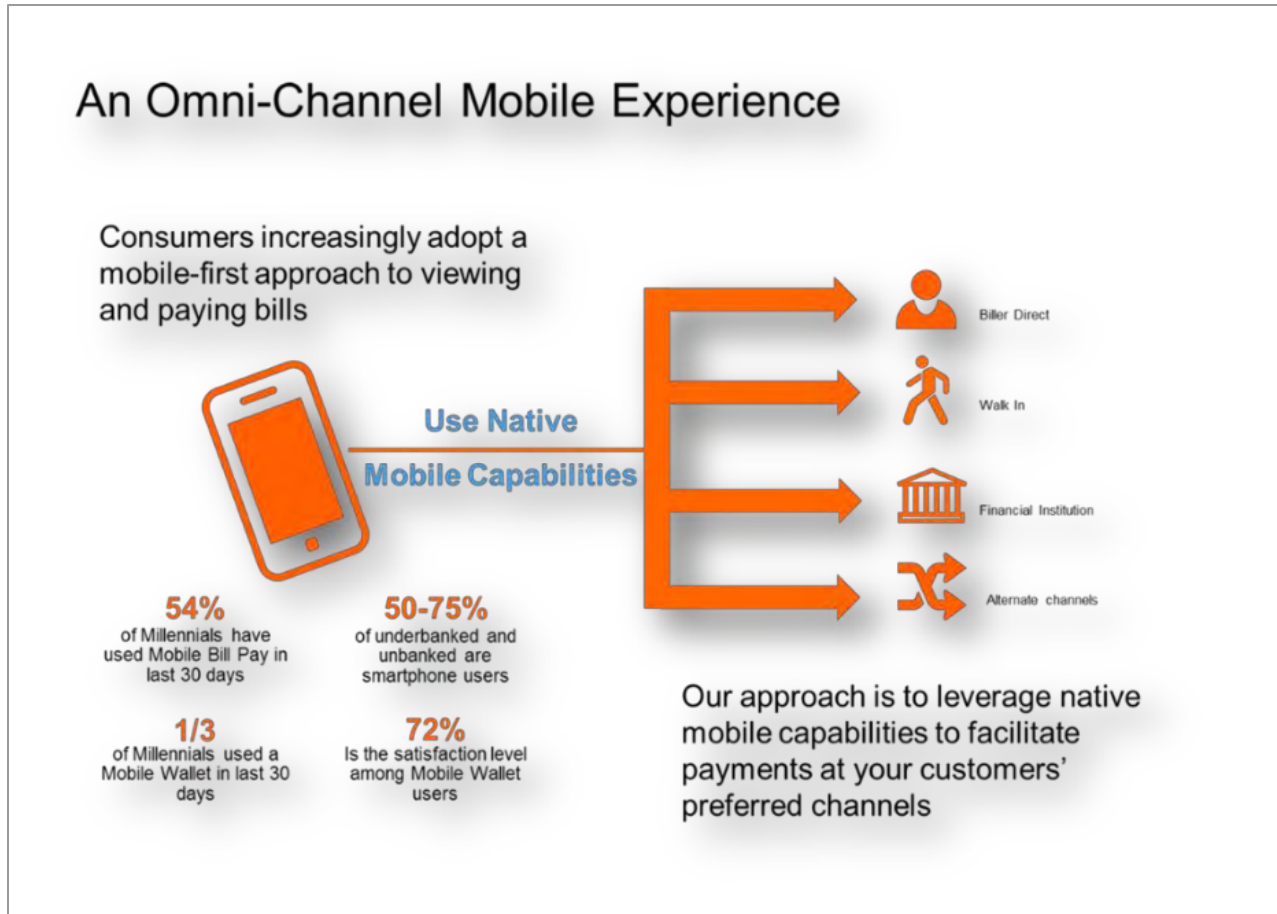 An Omni-Channel Mobile Experience
Consumers increasingly adopt a
mobile-first approach to viewing
and paying bills
Use Native
Mobile Capabilities
Biller Direct
Walk In
Financial Institution
Alternate channels
54%
of Millennials have
used Mobile Bill Pay in
last 30 days
50-75%
of underbanked and
unbanked are
smartphone users
1/3
of Millennials used a
Mobile Wallet in last 30
days
72%
Is the satisfaction level
among Mobile Wallet
users
Our approach is to leverage native
mobile capabilities to facilitate
payments at your customers’
preferred channels